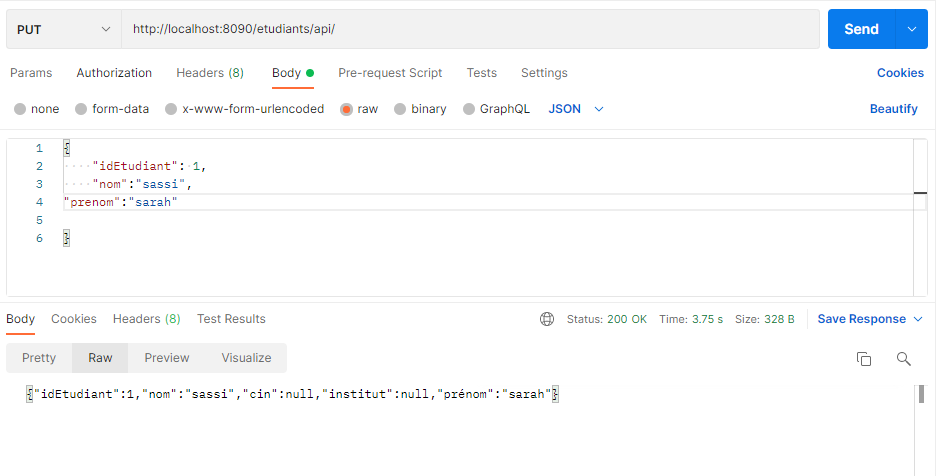 PUT http://localhost:8090/etudiants/api/ Send
Params Authorization Headers (8) Body Pre-request Script Tests Settings Cookies
none form-data x-www-form-urlencoded raw binary GraphQL JSON Beautify
1 {
2 ····"idEtudiant":·1,
3 ····"nom":"sassi",
4 "prenom":"sarah"
5
6 }
Body Cookies Headers (8) Test Results Status: 200 OK Time: 3.75 s Size: 328 B Save Response
Pretty Raw Preview Visualize
{"idEtudiant":1,"nom":"sassi","cin":null,"institut":null,"prénom":"sarah"}